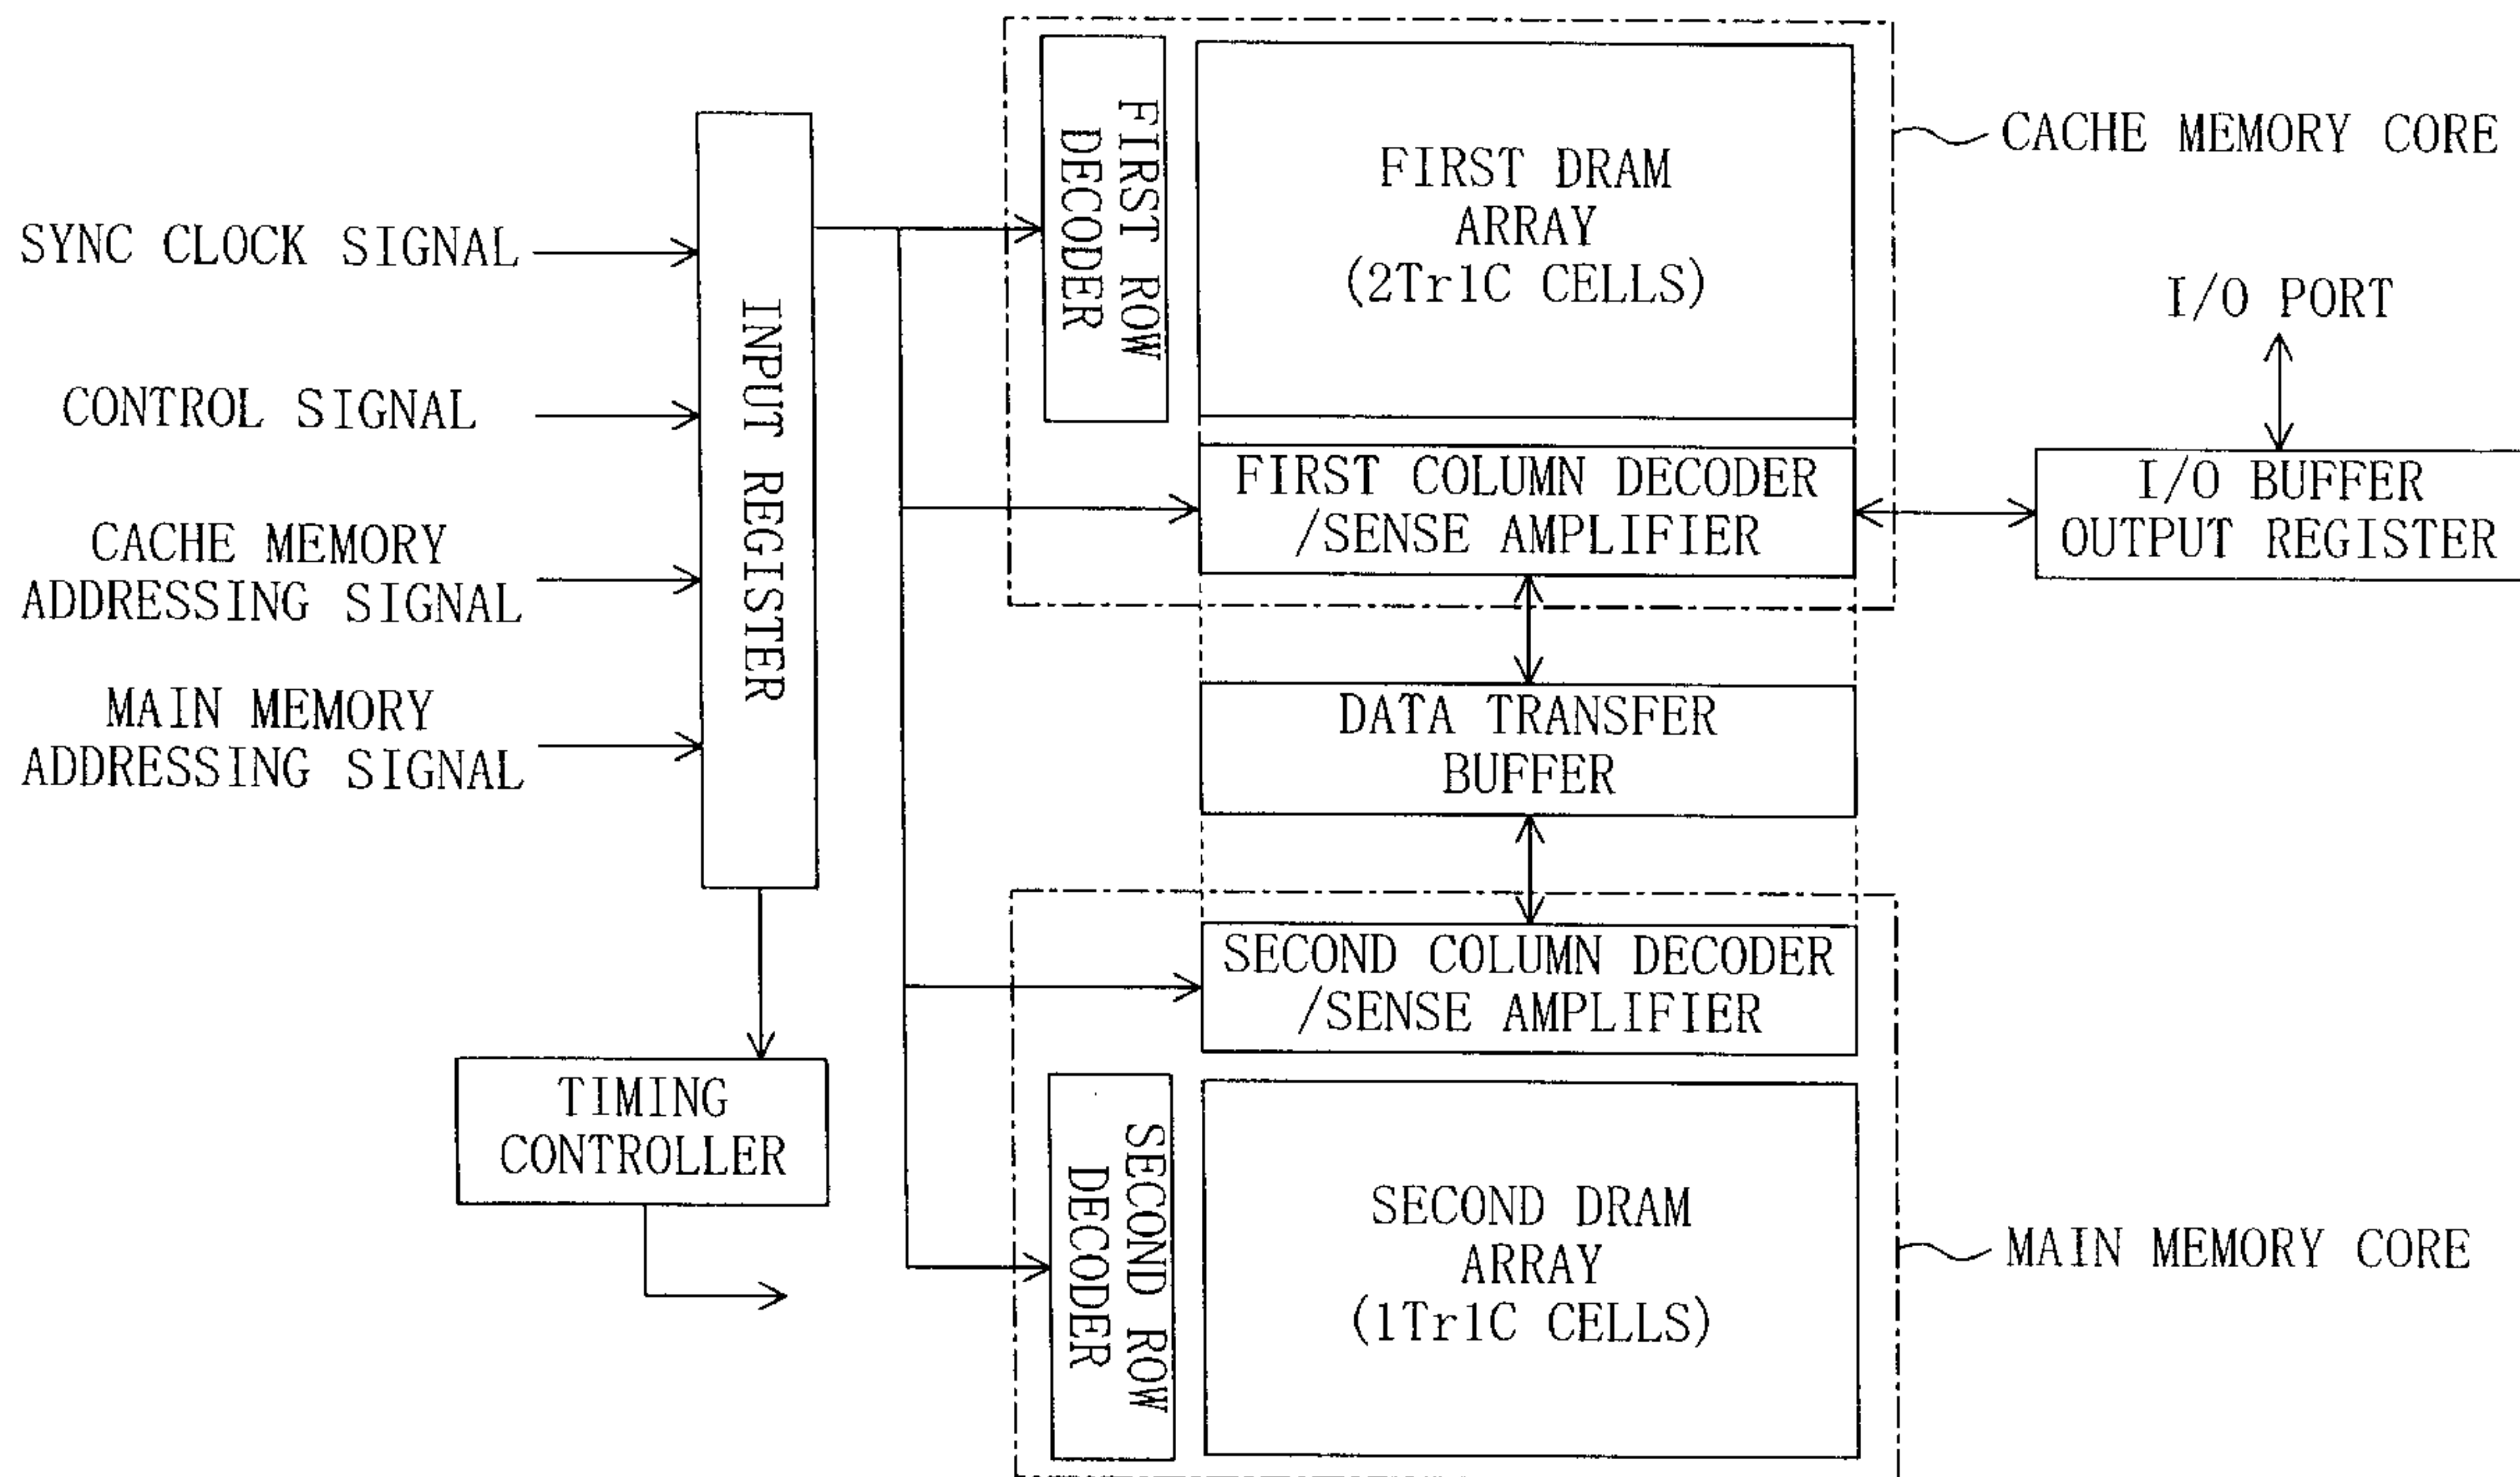 SYNC CLOCK SIGNAL
CONTROL SIGNAL
CACHE MEMORY
ADDRESSING SIGNAL
MAIN MEMORY
ADDRESSING SIGNAL
INPUT REGISTER
TIMING
CONTROLLER
FIRST ROW
DECODER
FIRST DRAM
ARRAY
(2Tr1C CELLS)
FIRST COLUMN DECODER
/SENSE AMPLIFIER
DATA TRANSFER
BUFFER
SECOND COLUMN DECODER
/SENSE AMPLIFIER
SECOND ROW
DECODER
SECOND DRAM
ARRAY
(1Tr1C CELLS)
CACHE MEMORY CORE
I/O PORT
I/O BUFFER
OUTPUT REGISTER
MAIN MEMORY CORE